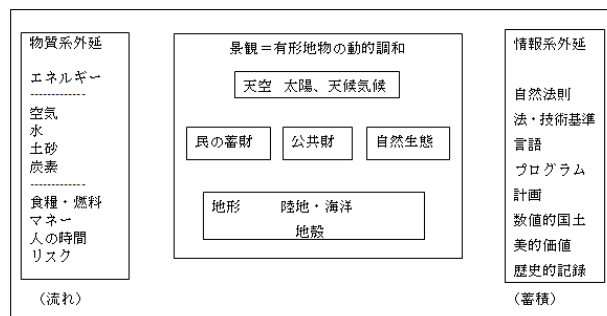 物質系外延
エネルギー
空気
水
土砂
炭素
食糧・燃料
マネー
人の時間
リスク
(流れ)
景観=有形地物の動的調和
天空 太陽、天候気候
民の蓄財
公共財
自然生態
地形 陸地・海洋
地殻
情報系外延
自然法則
法・技術基準
言語
プログラム
計画
数値的国土
美的価値
歴史的記録
(蓄積)